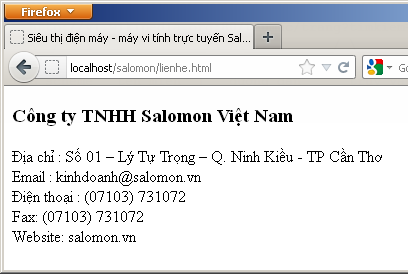 Firefox
Siêu thị điện máy - máy vi tính trực tuyến Sal...
localhost/salomon/lienhe.html
Công ty TNHH Salomon Việt Nam
Địa chỉ : Số 01 – Lý Tự Trọng – Q. Ninh Kiều - TP Cần Thơ
Email : kinhdoanh@salomon.vn
Điện thoại : (07103) 731072
Fax: (07103) 731072
Website: salomon.vn